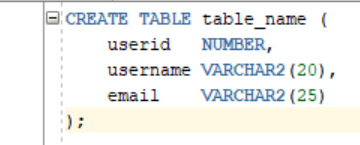 CREATE TABLE table_name (
userid NUMBER,
username VARCHAR2(20),
email VARCHAR2(25)
);